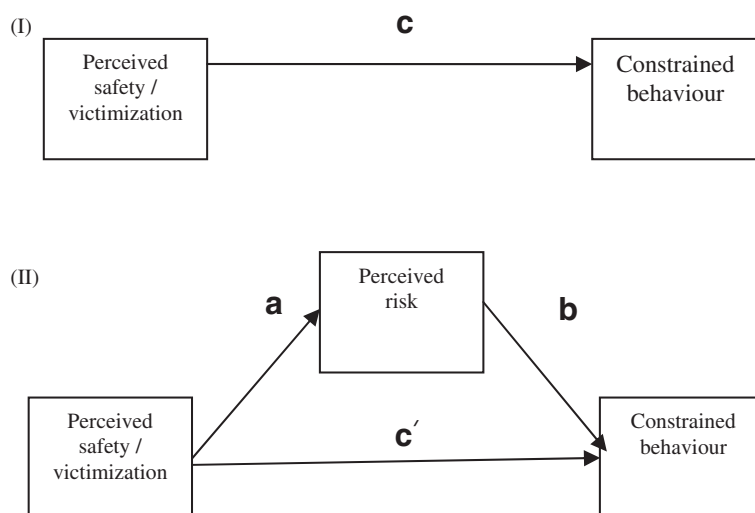 (I)
c
Perceived
safety /
victimization
Constrained
behaviour
(II)
Perceived
risk
a
b
Perceived
safety /
victimization
c′
Constrained
behaviour